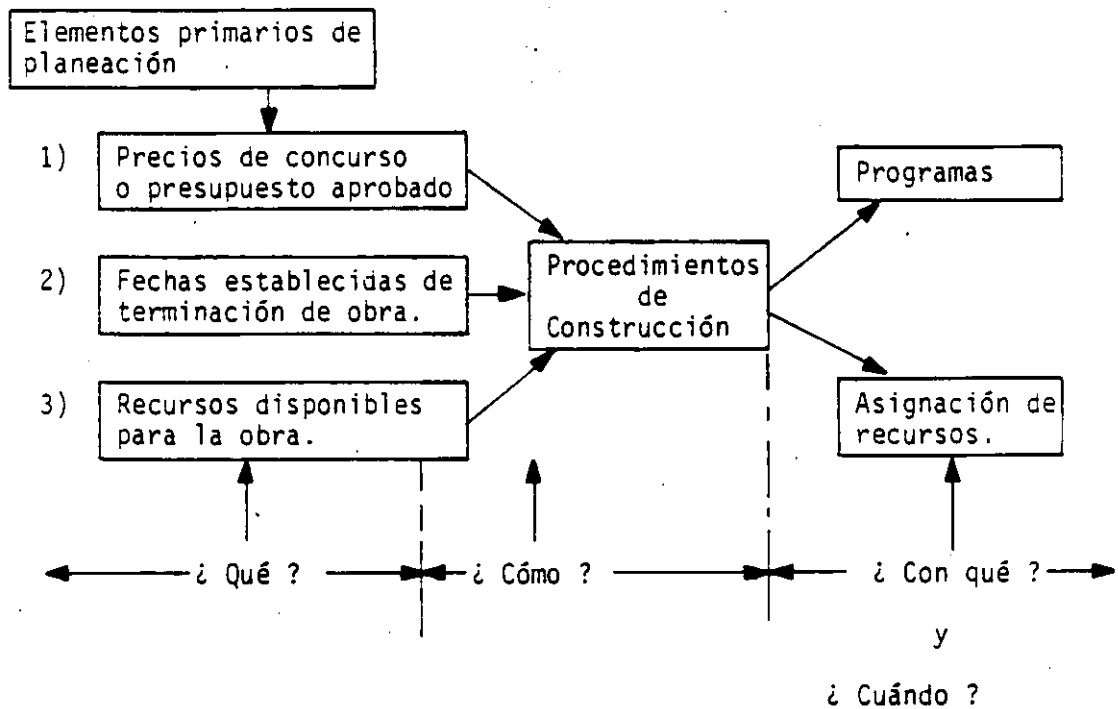 Elementos primarios de
planeación
1) Precios de concurso
o presupuesto aprobado
2) Fechas establecidas de
terminación de obra.
3) Recursos disponibles
para la obra.
Procedimientos
de
Construcción
Programas
Asignación de
recursos.
¿ Qué ?
¿ Cómo ?
¿ Con qué ?
y
¿ Cuándo ?